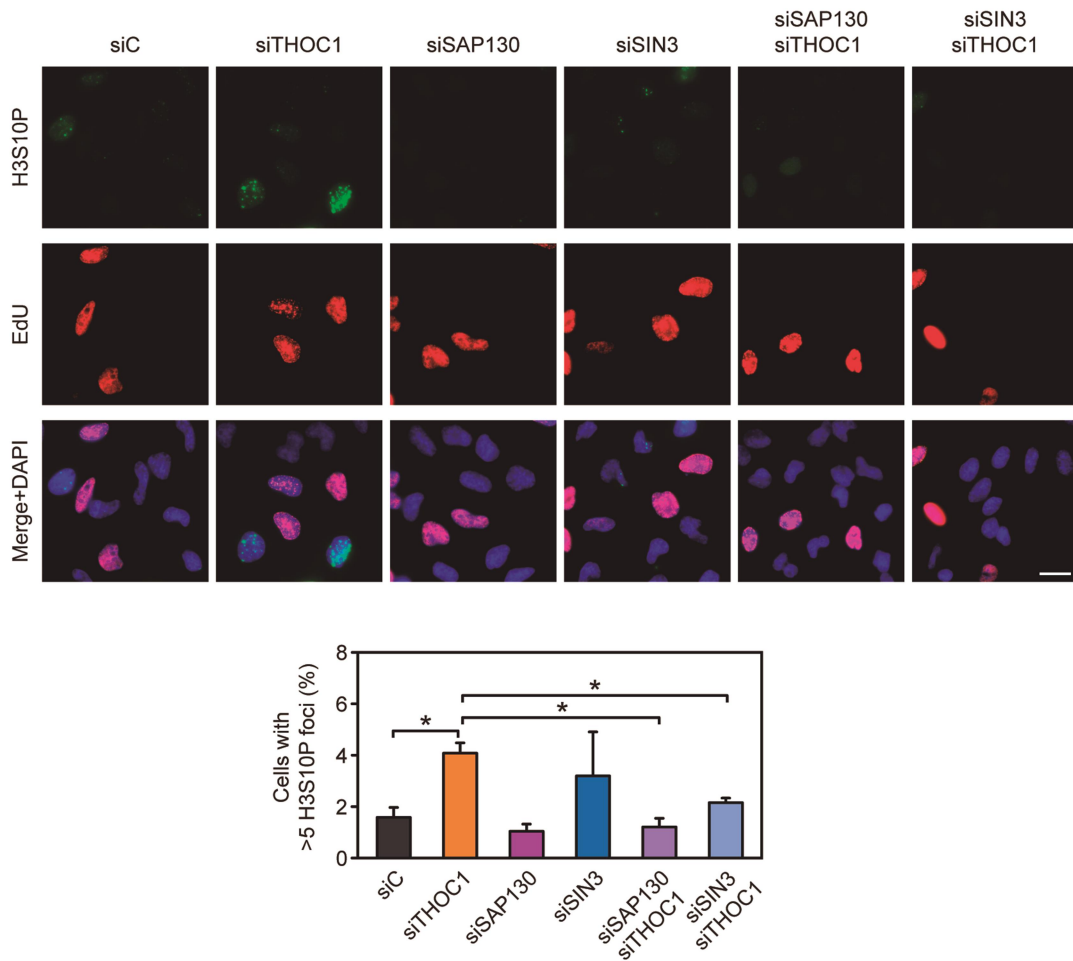 siC
siTHOC1
siSAP130
siSIN3
siSAP130
siTHOC1
siSIN3
siTHOC1
H3S10P
EdU
Merge+DAPI
Cells with
>5 H3S10P foci (%)
8
6
4
2
0
*
*
*
siC
siTHOC1
siSAP130
siSIN3
siSAP130
siTHOC1
siSIN3
siTHOC1